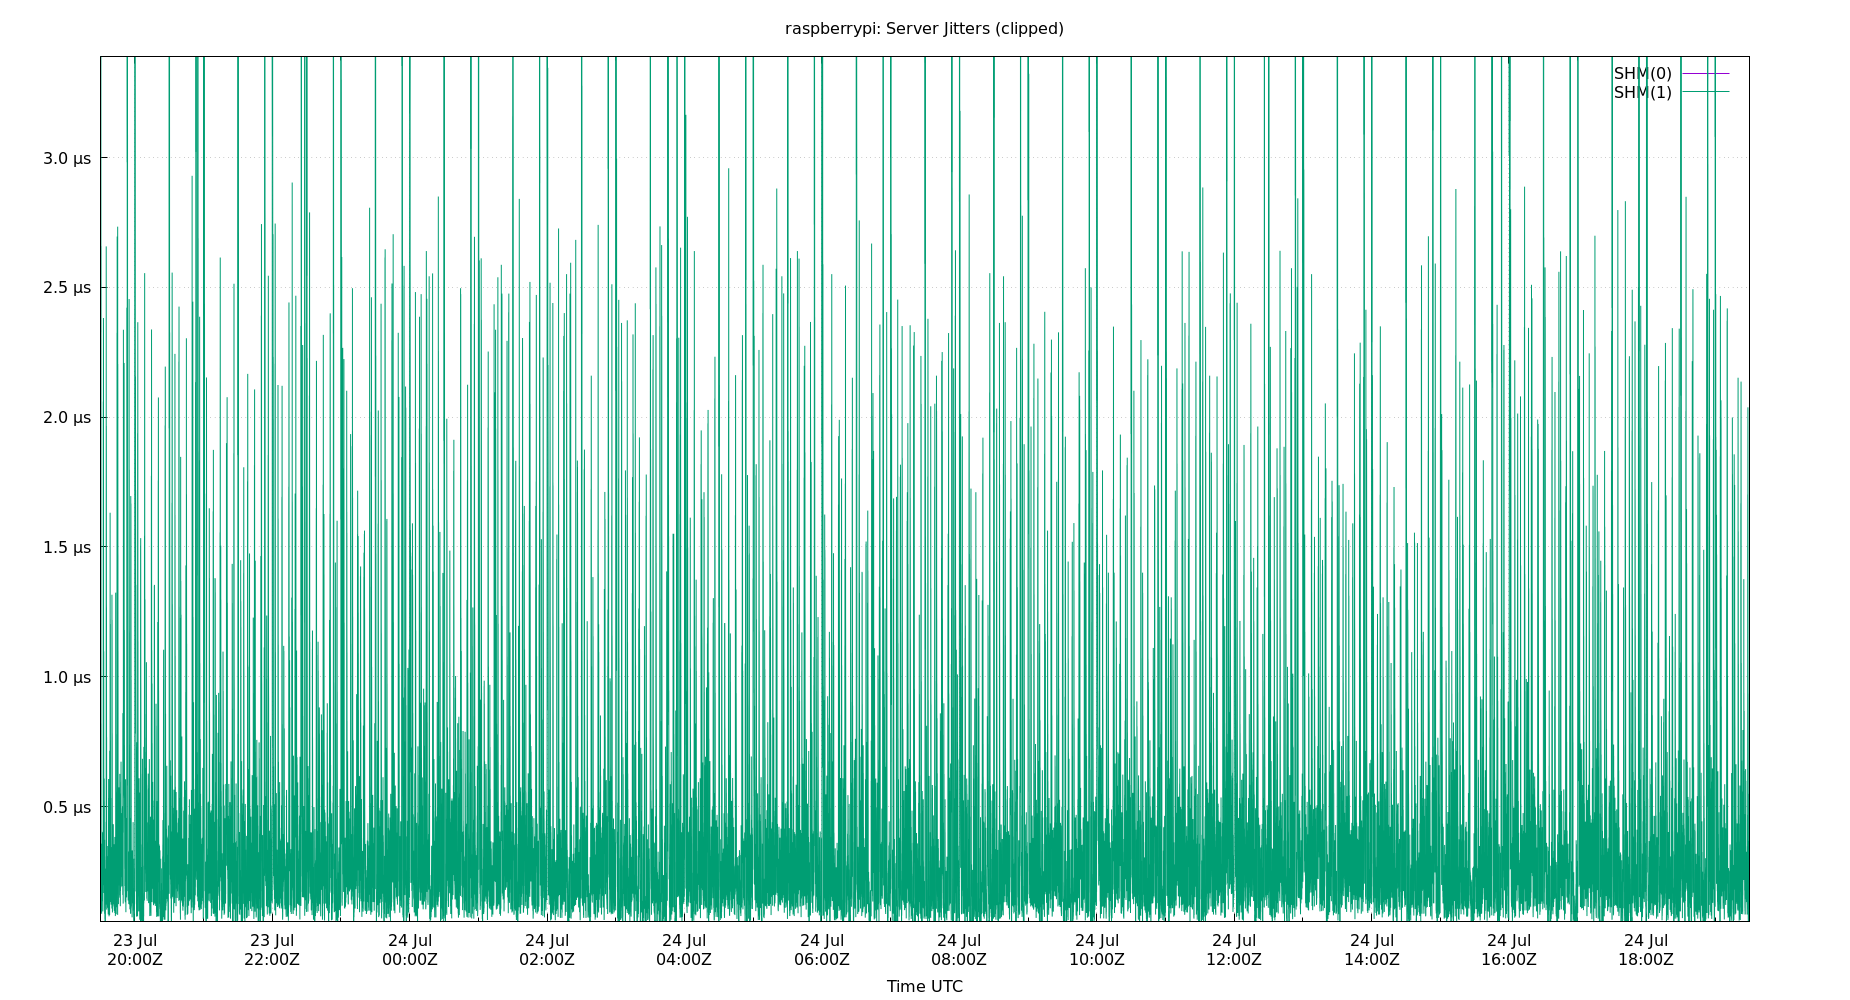 raspberrypi: Server Jitters (clipped)
SHM(0)
SHM(1)
3.0 µs
2.5 µs
2.0 µs
1.5 µs
1.0 µs
0.5 µs
23 Jul 23 Jul 24 Jul 24 Jul 24 Jul 24 Jul 24 Jul 24 Jul 24 Jul 24 Jul 24 Jul 24 Jul
20:00Z 22:00Z 00:00Z 02:00Z 04:00Z 06:00Z 08:00Z 10:00Z 12:00Z 14:00Z 16:00Z 18:00Z
Time UTC